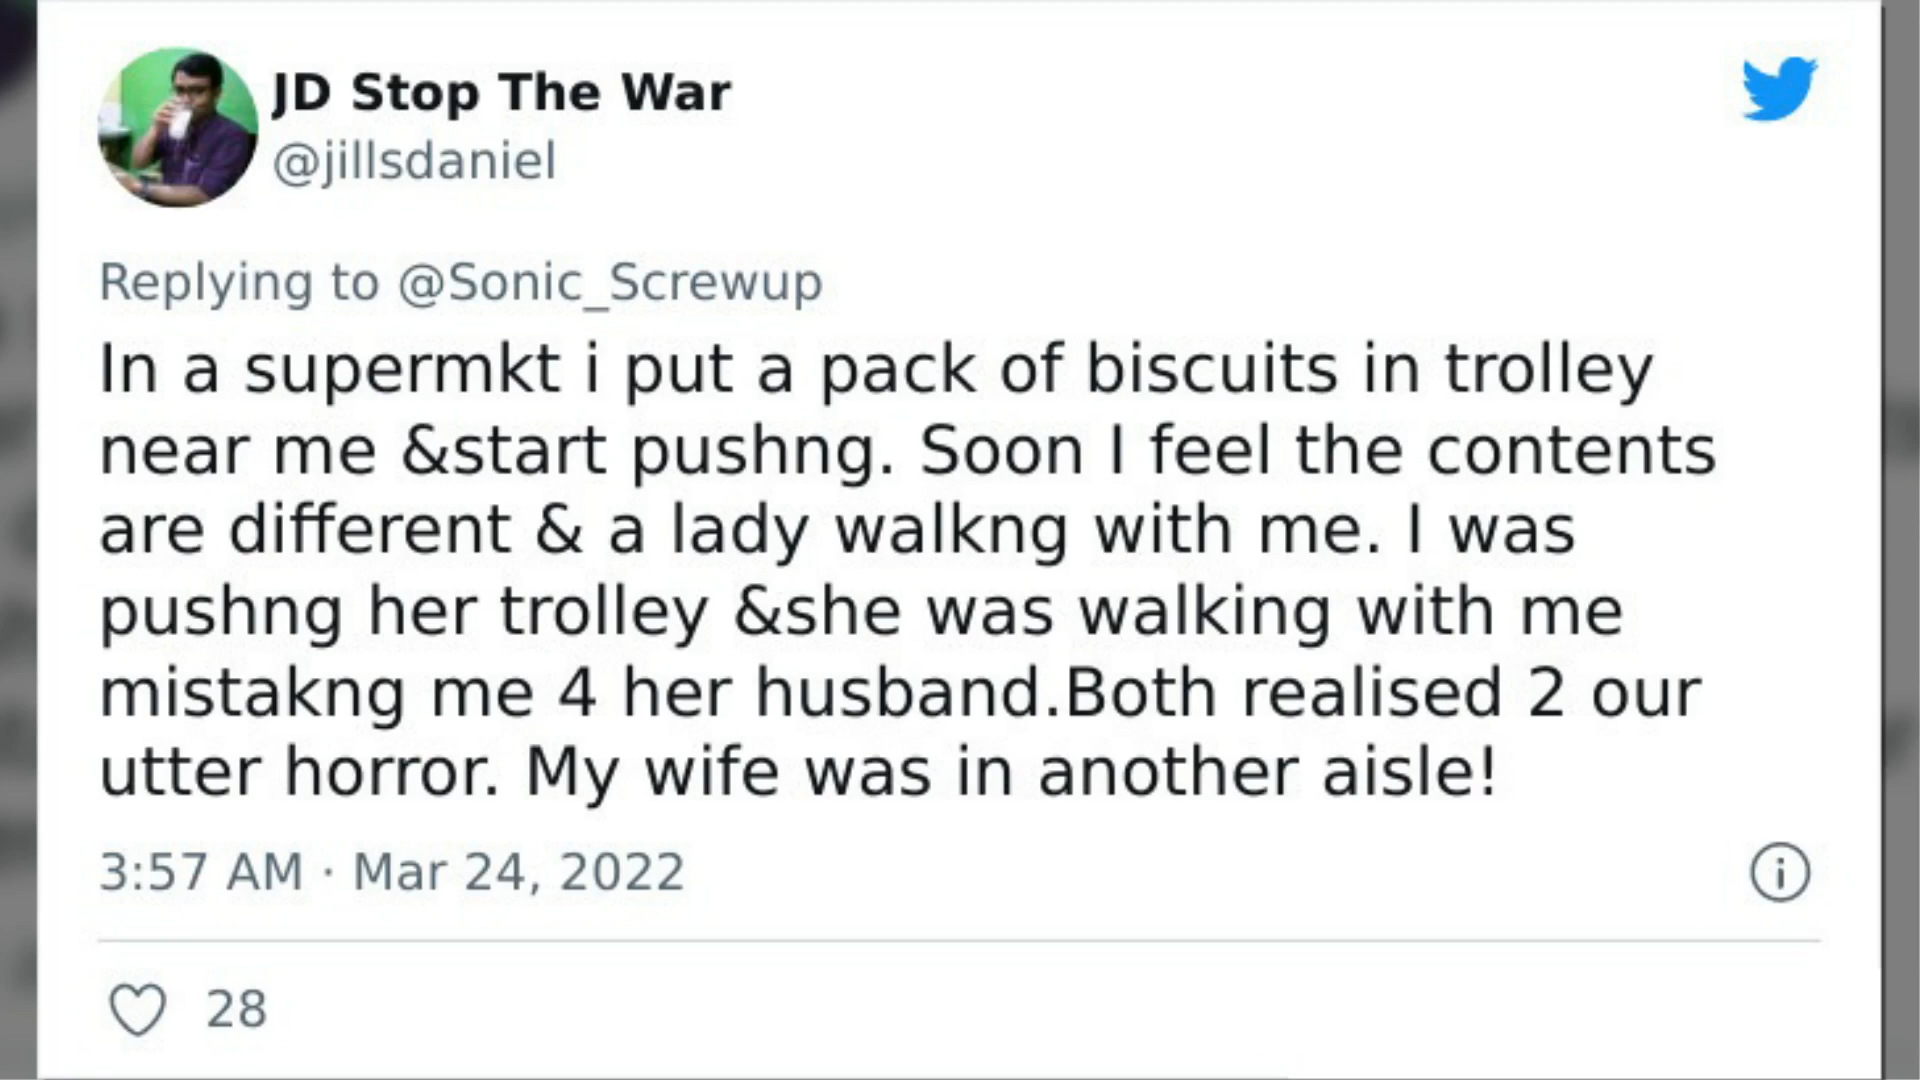 JD Stop The War
@jillsdaniel
Replying to @Sonic_Screwup
In a supermkt i put a pack of biscuits in trolley
near me &start pushng. Soon I feel the contents
are different & a lady walkng with me. I was
pushng her trolley &she was walking with me
mistakng me 4 her husband.Both realised 2 our
utter horror. My wife was in another aisle!
3:57 AM · Mar 24, 2022
28